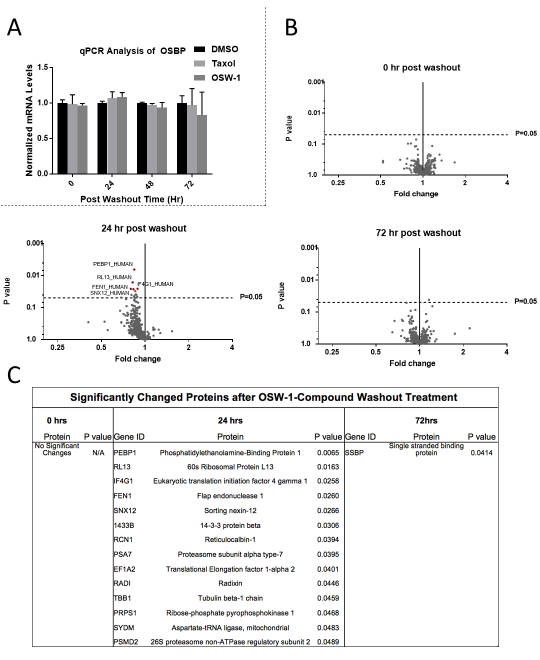 A
qPCR Analysis of OSBP
DMSO
Taxol
OSW-1
Normalized mRNA Levels
1.5
1.0
0.5
0.0
0 24 48 72
Post Washout Time (Hr)
B
0 hr post washout
P value
0.001
0.01
0.1
1.0
P=0.05
0.25 0.5 1 2 4
Fold change
24 hr post washout
P value
0.001
0.01
0.1
1.0
PEBP1_HUMAN
RL13_HUMAN
IF4G1_HUMAN
FEN1_HUMAN
SNX12_HUMAN
P=0.05
0.25 0.5 1 2 4
Fold change
72 hr post washout
P value
0.001
0.01
0.1
1.0
P=0.05
0.25 0.5 1 2 4
Fold change
C
Significantly Changed Proteins after OSW-1-Compound Washout Treatment
0 hrs 24 hrs 72hrs
Protein P value Gene ID Protein P value Gene ID Protein P value
No Significant Changes N/A PEBP1 Phosphatidylethanolamine-Binding Protein 1 0.0065 SSBP Single stranded binding protein 0.0414
RL13 60s Ribosomal Protein L13 0.0163
IF4G1 Eukaryotic translation initiation factor 4 gamma 1 0.0258
FEN1 Flap endonuclease 1 0.0260
SNX12 Sorting nexin-12 0.0266
1433B 14-3-3 protein beta 0.0306
RCN1 Reticulocalbin-1 0.0394
PSA7 Proteasome subunit alpha type-7 0.0395
EF1A2 Translational Elongation factor 1-alpha 2 0.0401
RADI Radixin 0.0446
TBB1 Tubulin beta-1 chain 0.0459
PRPS1 Ribose-phosphate pyrophosphokinase 1 0.0468
SYDM Aspartate-tRNA ligase, mitochondrial 0.0483
PSMD2 26S proteasome non-ATPase regulatory subunit 2 0.0489